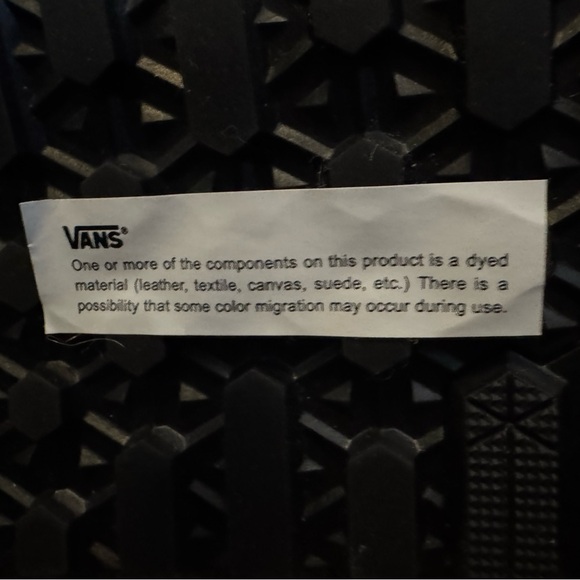 VANS®
One or more of the components on this product is a dyed
material (leather, textile, canvas, suede, etc.) There is a
possibility that some color migration may occur during use.